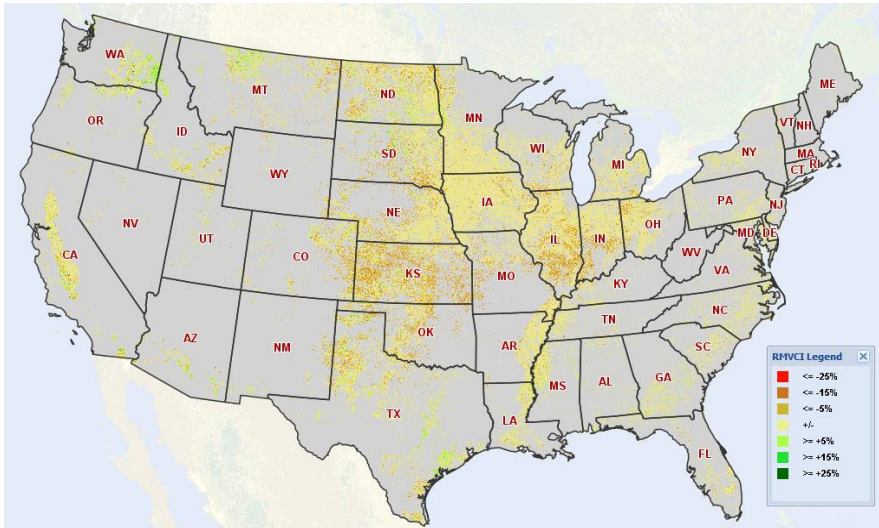 WA
MT
ND
MN
ME
OR
ID
SD
WI
MI
VT
NH
NY
MA
RI
CT
WY
IA
NE
PA
NJ
NV
UT
CO
IL
IN
OH
MD
DE
CA
KS
MO
WV
VA
KY
AZ
NM
OK
AR
TN
NC
SC
MS
AL
GA
TX
LA
FL
RMVCI Legend
<= -25%
<= -15%
<= -5%
+/-
>= +5%
>= +15%
>= +25%